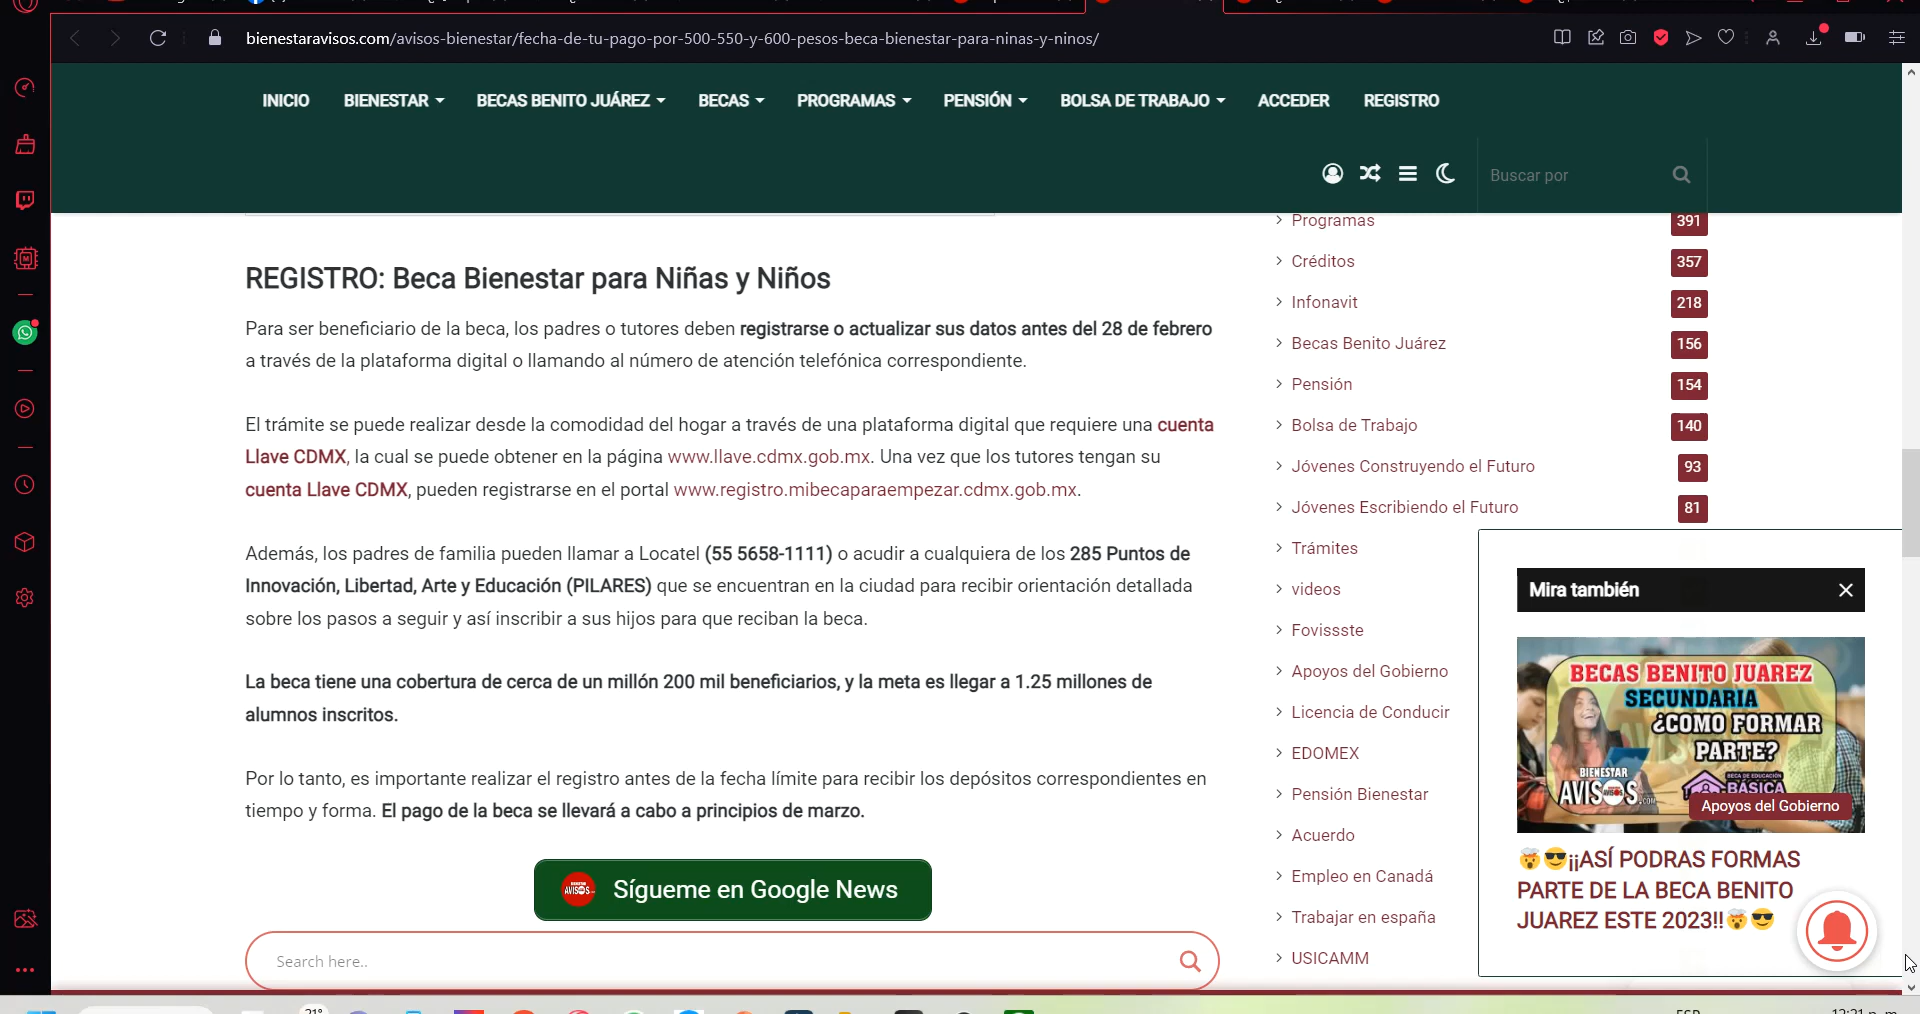 bienestaravisos.com/avisos-bienestar/fecha-de-tu-pago-por-500-550-y-600-pesos-beca-bienestar-para-ninas-y-ninos/
INICIO BIENESTAR BECAS BENITO JUÁREZ BECAS PROGRAMAS PENSIÓN BOLSA DE TRABAJO ACCEDER REGISTRO
Buscar por
REGISTRO: Beca Bienestar para Niñas y Niños
Para ser beneficiario de la beca, los padres o tutores deben registrarse o actualizar sus datos antes del 28 de febrero
a través de la plataforma digital o llamando al número de atención telefónica correspondiente.
El trámite se puede realizar desde la comodidad del hogar a través de una plataforma digital que requiere una cuenta
Llave CDMX, la cual se puede obtener en la página www.llave.cdmx.gob.mx. Una vez que los tutores tengan su
cuenta Llave CDMX, pueden registrarse en el portal www.registro.mibecaparaempezar.cdmx.gob.mx.
Además, los padres de familia pueden llamar a Locatel (55 5658-1111) o acudir a cualquiera de los 285 Puntos de
Innovación, Libertad, Arte y Educación (PILARES) que se encuentran en la ciudad para recibir orientación detallada
sobre los pasos a seguir y así inscribir a sus hijos para que reciban la beca.
La beca tiene una cobertura de cerca de un millón 200 mil beneficiarios, y la meta es llegar a 1.25 millones de
alumnos inscritos.
Por lo tanto, es importante realizar el registro antes de la fecha límite para recibir los depósitos correspondientes en
tiempo y forma. El pago de la beca se llevará a cabo a principios de marzo.
AVISOS Sígueme en Google News
Search here..
Programas 391
Créditos 357
Infonavit 218
Becas Benito Juárez 156
Pensión 154
Bolsa de Trabajo 140
Jóvenes Construyendo el Futuro 93
Jóvenes Escribiendo el Futuro 81
Trámites
videos
Fovissste
Apoyos del Gobierno
Licencia de Conducir
EDOMEX
Pensión Bienestar
Acuerdo
Empleo en Canadá
Trabajar en españa
USICAMM
Mira también
BECAS BENITO JUAREZ
SECUNDARIA
¿COMO FORMAR
PARTE?
BIENESTAR
AVISOS.com
BECA DE EDUCACIÓN
BÁSICA
Apoyos del Gobierno
🤯😎¡¡ASÍ PODRAS FORMAS
PARTE DE LA BECA BENITO
JUAREZ ESTE 2023!!🤯😎
21°